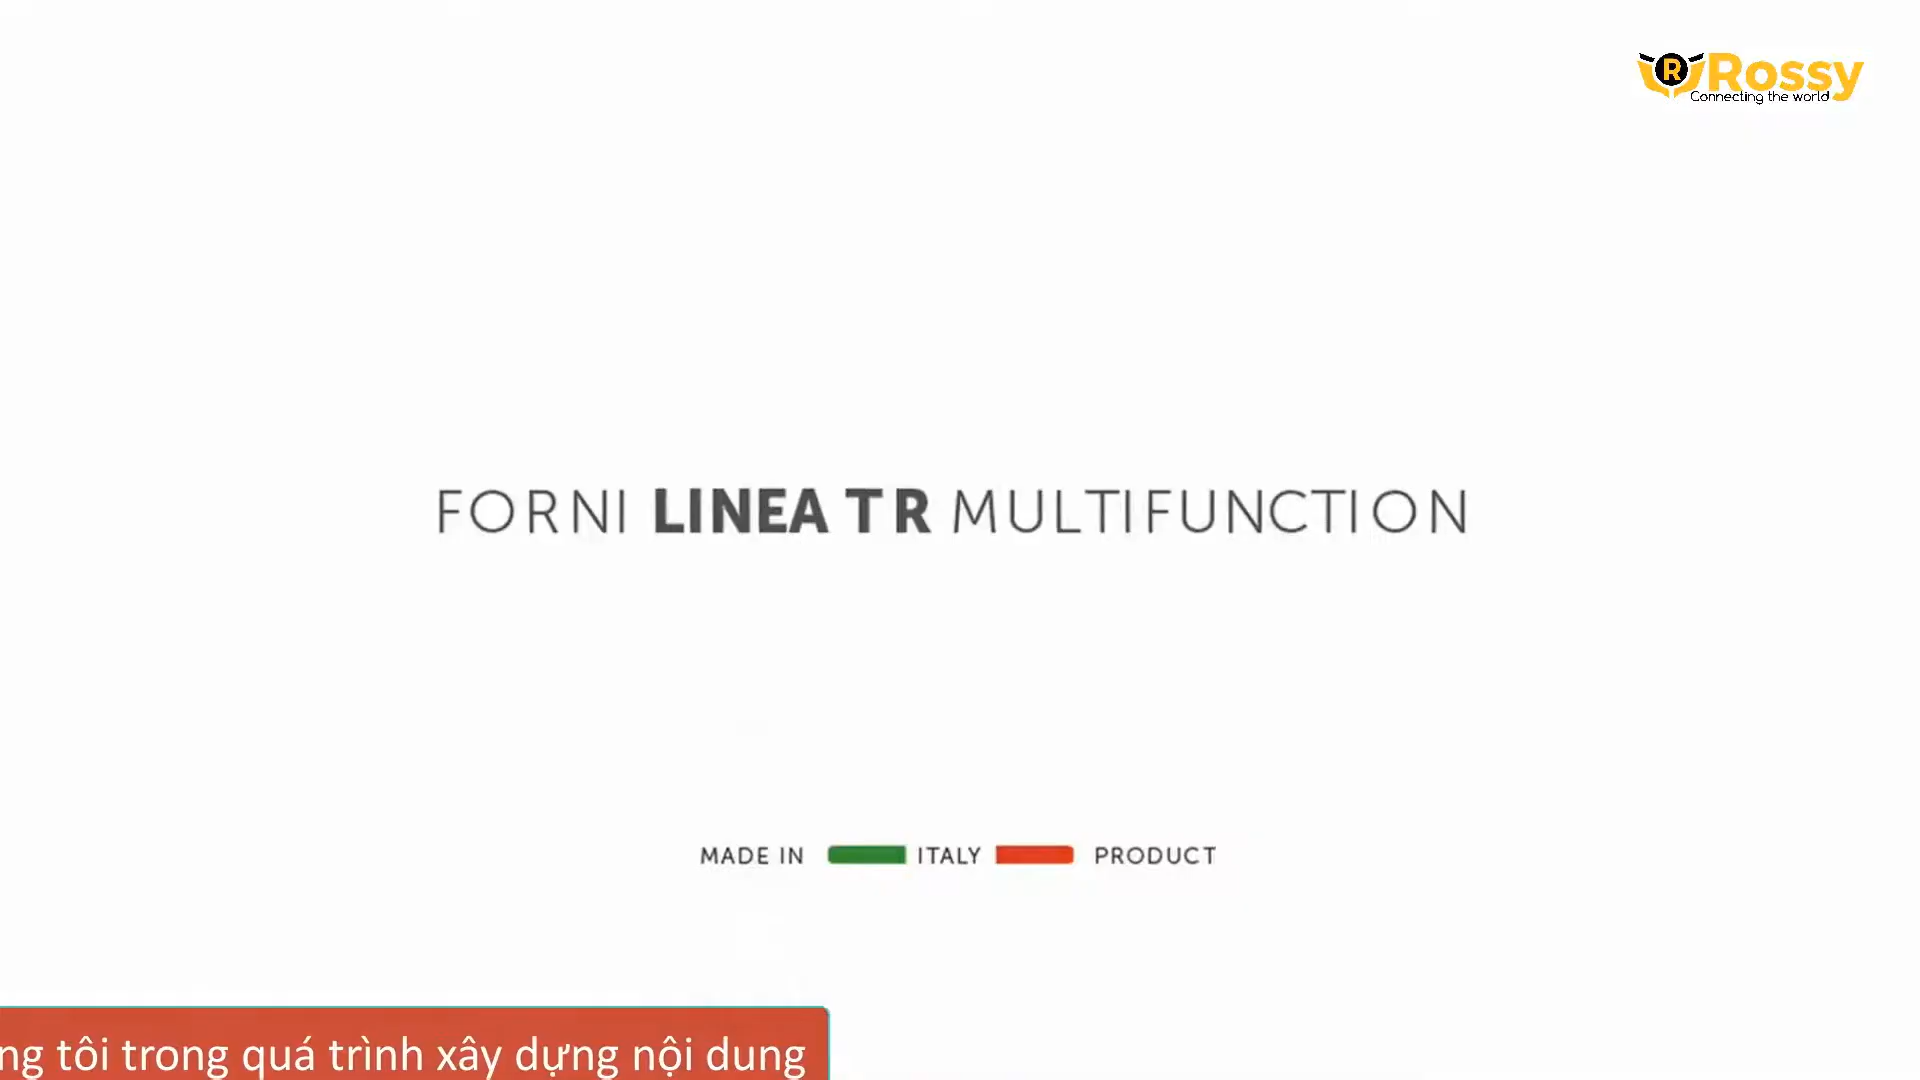 R Rossy
Connecting the world
FORNI LINEA TR MULTIFUNCTION
MADE IN ITALY PRODUCT
ng tôi trong quá trình xây dựng nội dung